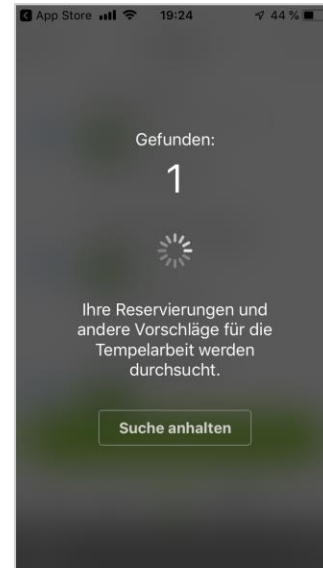 App Store 19:24 44 %
Gefunden:
1
Ihre Reservierungen und
andere Vorschläge für die
Tempelarbeit werden
durchsucht.
Suche anhalten